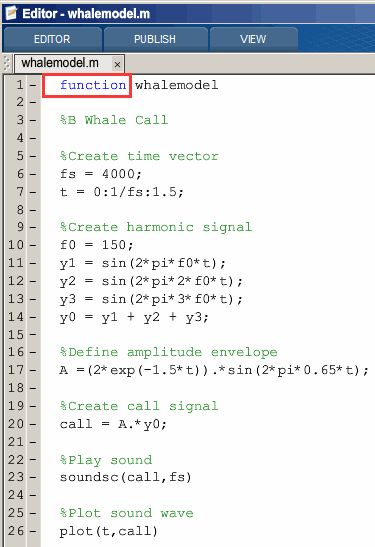 Editor - whalemodel.m
EDITOR PUBLISH VIEW
whalemodel.m ×
1 – function whalemodel
2 –
3 – %B Whale Call
4 –
5 – %Create time vector
6 – fs = 4000;
7 – t = 0:1/fs:1.5;
8 –
9 – %Create harmonic signal
10 – f0 = 150;
11 – y1 = sin(2*pi*f0*t);
12 – y2 = sin(2*pi*2*f0*t);
13 – y3 = sin(2*pi*3*f0*t);
14 – y0 = y1 + y2 + y3;
15 –
16 – %Define amplitude envelope
17 – A =(2*exp(-1.5*t)).*sin(2*pi*0.65*t);
18 –
19 – %Create call signal
20 – call = A.*y0;
21 –
22 – %Play sound
23 – soundsc(call,fs)
24 –
25 – %Plot sound wave
26 – plot(t,call)